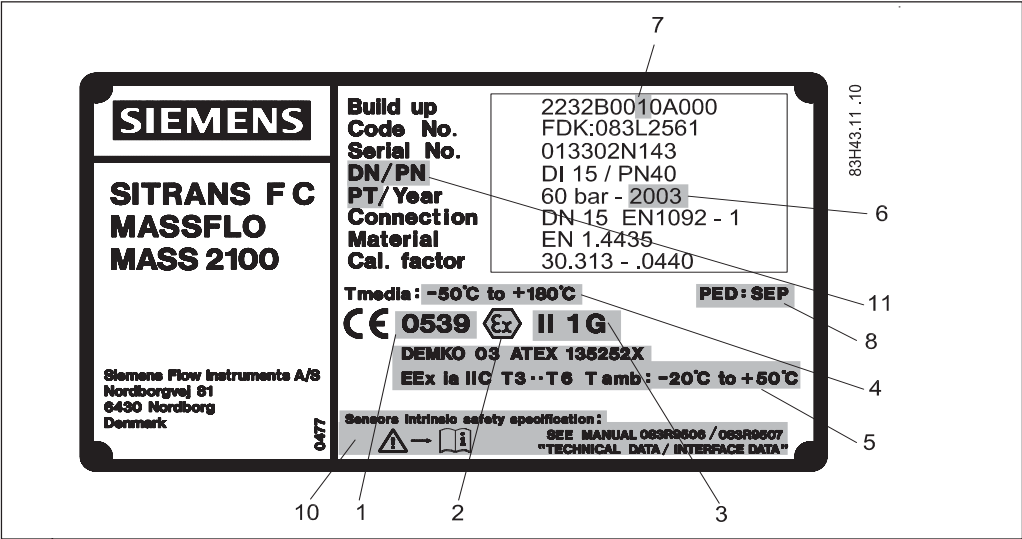 7
SIEMENS
SITRANS F C
MASSFLO
MASS 2100
Siemens Flow Instruments A/S
Nordborgvej 81
6430 Nordborg
Denmark
0477
Build up 2232B0010A000
Code No. FDK:083L2561
Serial No. 013302N143
DN/PN DI 15 / PN40
PT/Year 60 bar - 2003
Connection DN 15 EN1092 - 1
Material EN 1.4435
Cal. factor 30.313 - .0440
Tmedia: -50°C to +180°C
PED: SEP
CE 0539 Ex II 1G
DEMKO 03 ATEX 135252X
EEx ia IIC T3··T6 Tamb: -20°C to +50°C
Sensors intrinsic safety specification:
SEE MANUAL 083R9506 / 083R9507
"TECHNICAL DATA / INTERFACE DATA"
83H43.11 .10
6
11
8
4
5
10
1
2
3